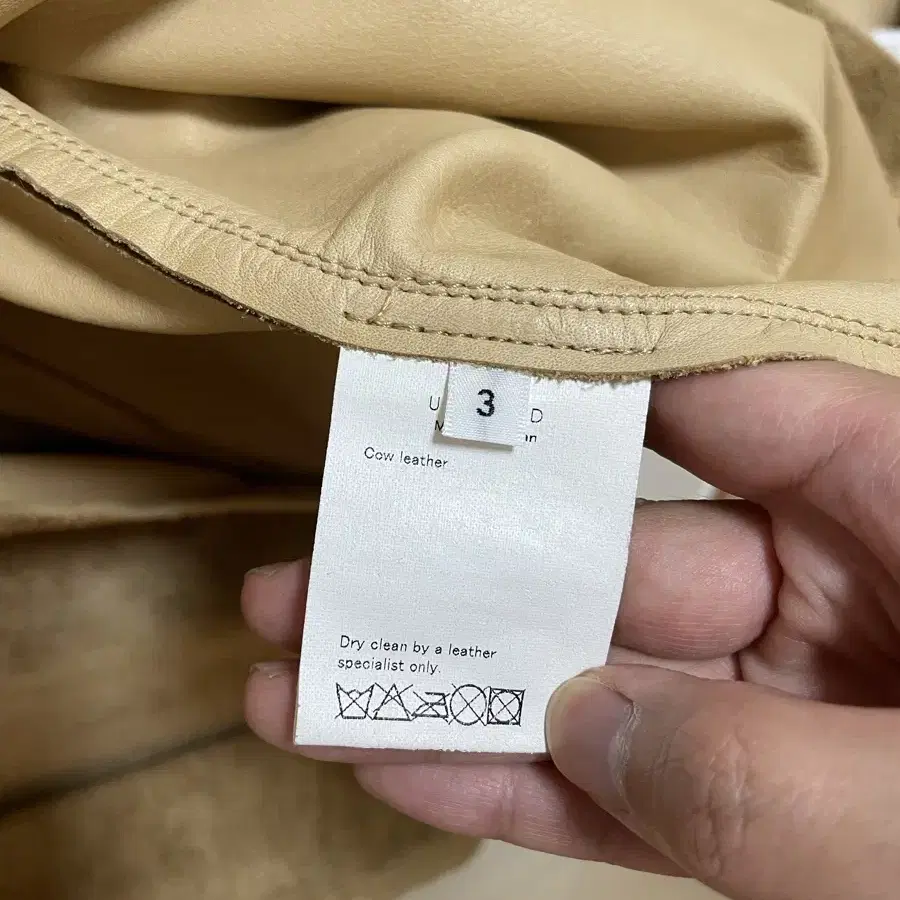 3
Cow leather
Dry clean by a leather
specialist only.